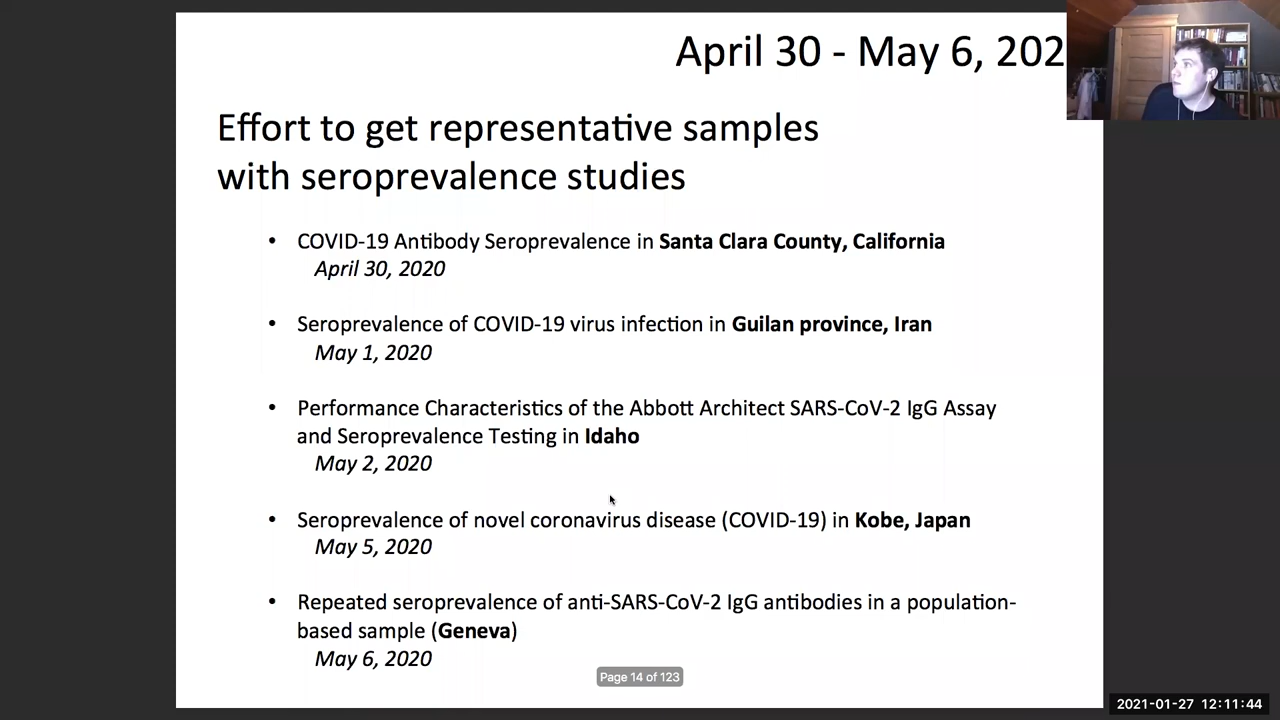 April 30 - May 6, 202
Effort to get representative samples
with seroprevalence studies
• COVID-19 Antibody Seroprevalence in Santa Clara County, California
April 30, 2020
• Seroprevalence of COVID-19 virus infection in Guilan province, Iran
May 1, 2020
• Performance Characteristics of the Abbott Architect SARS-CoV-2 IgG Assay
and Seroprevalence Testing in Idaho
May 2, 2020
• Seroprevalence of novel coronavirus disease (COVID-19) in Kobe, Japan
May 5, 2020
• Repeated seroprevalence of anti-SARS-CoV-2 IgG antibodies in a population-
based sample (Geneva)
May 6, 2020
Page 14 of 123
2021-01-27 12:11:44